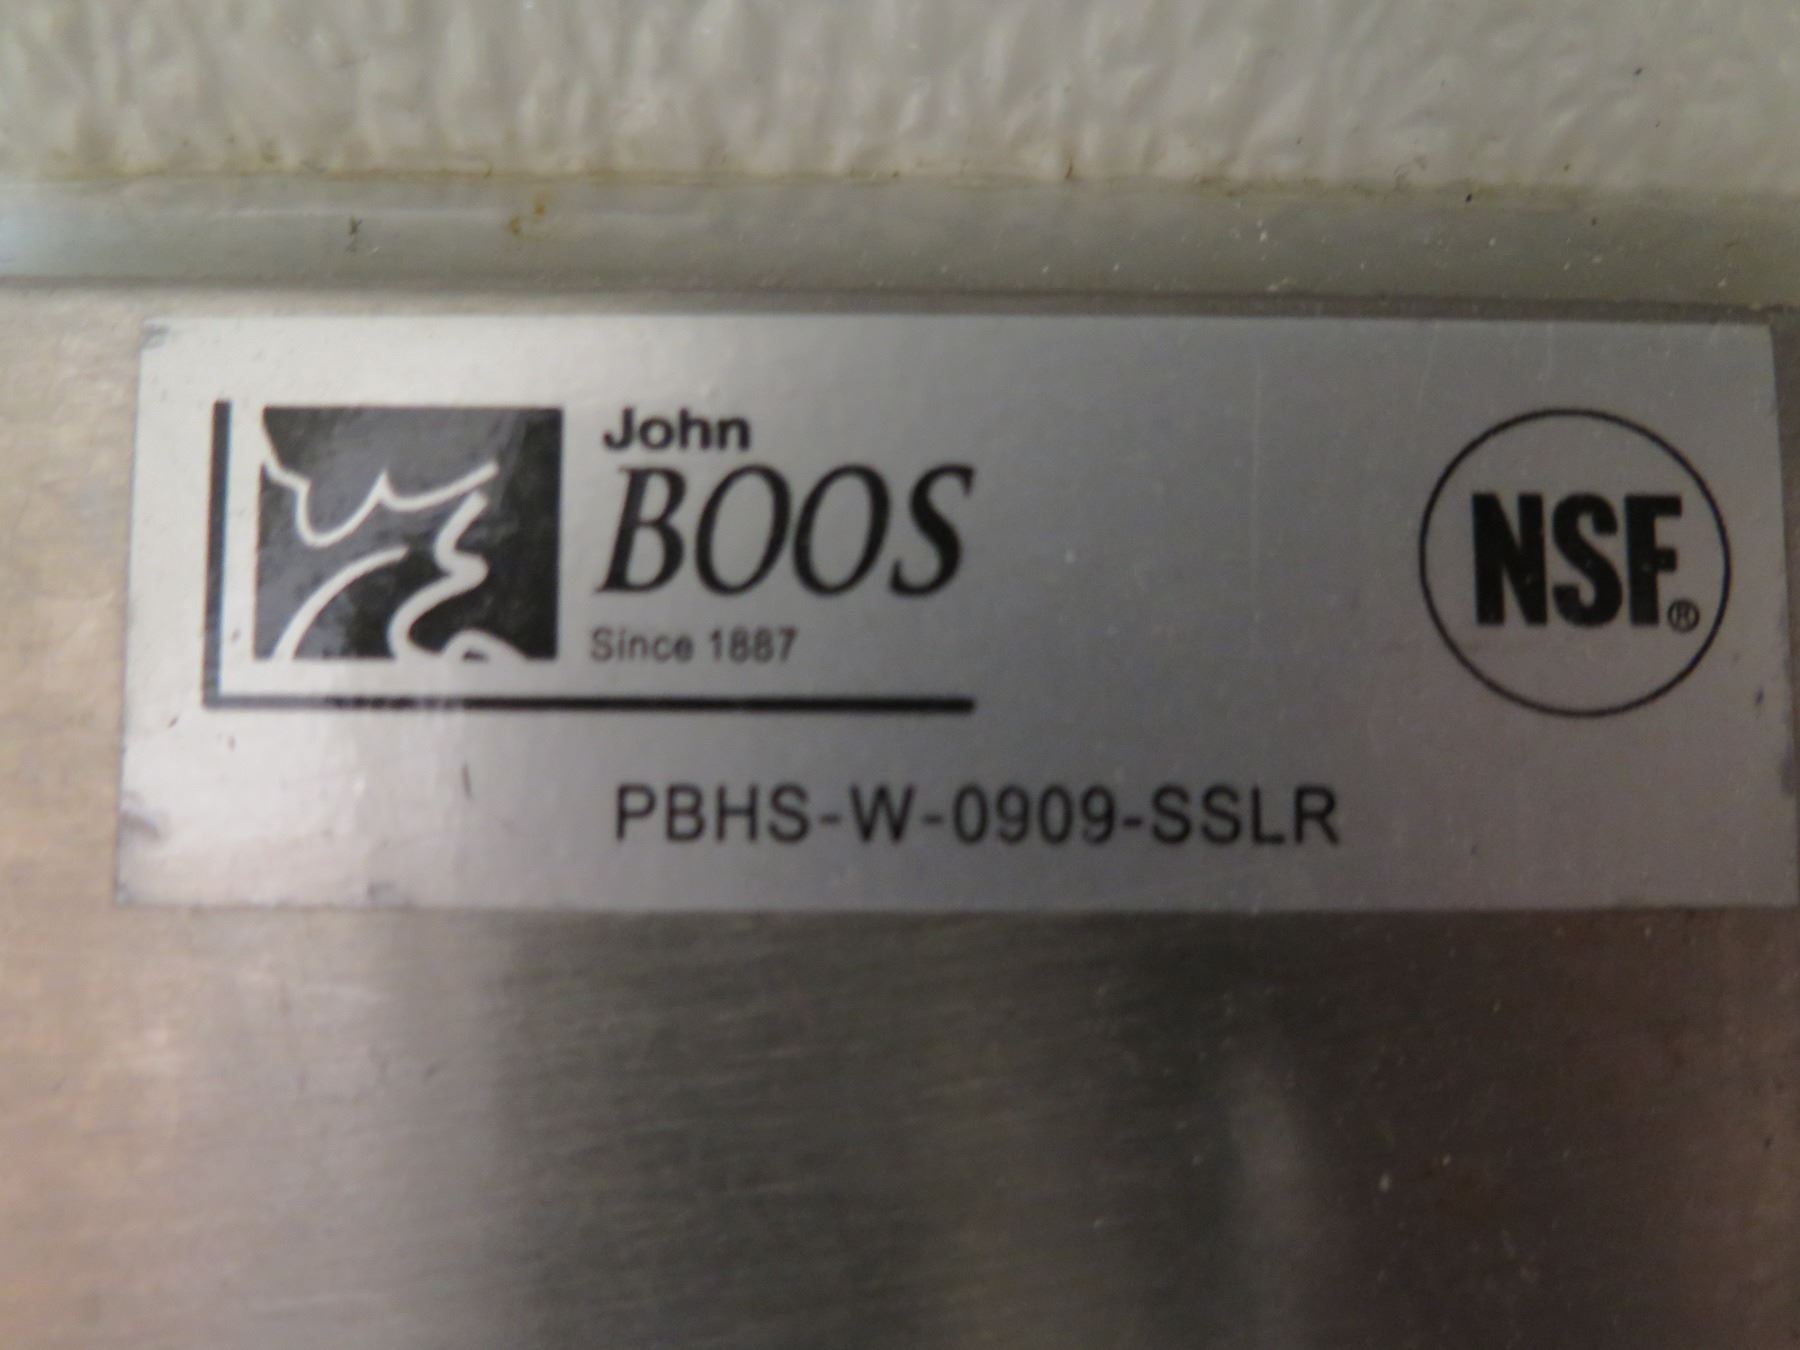 John
BOOS
Since 1887
NSF®
PBHS-W-0909-SSLR